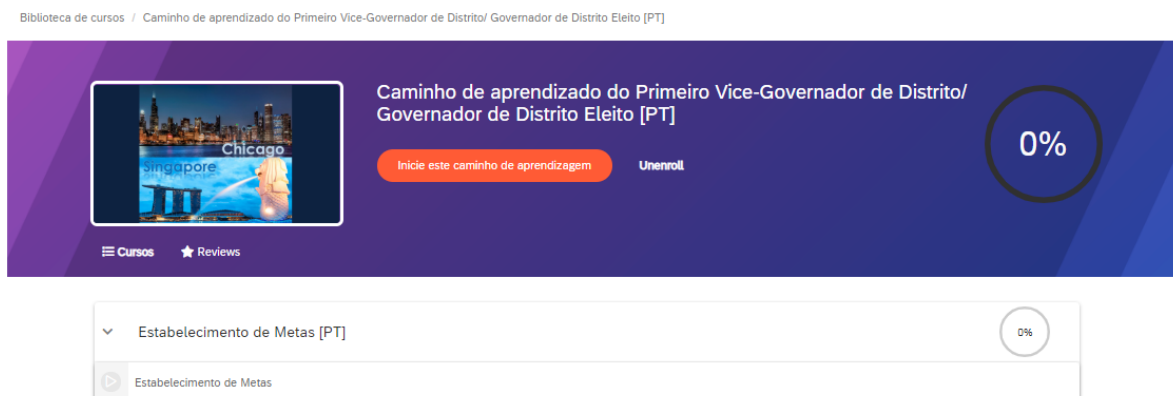 Biblioteca de cursos / Caminho de aprendizado do Primeiro Vice-Governador de Distrito/ Governador de Distrito Eleito [PT]
Chicago
Singapore
Caminho de aprendizado do Primeiro Vice-Governador de Distrito/
Governador de Distrito Eleito [PT]
Inicie este caminho de aprendizagem
Unenroll
0%
Cursos
Reviews
Estabelecimento de Metas [PT]
0%
Estabelecimento de Metas